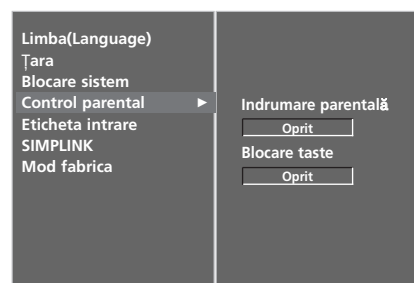 Limba(Language)
Țara
Blocare sistem
Control parental ►
Eticheta intrare
SIMPLINK
Mod fabrica
Indrumare parentală
Oprit
Blocare taste
Oprit